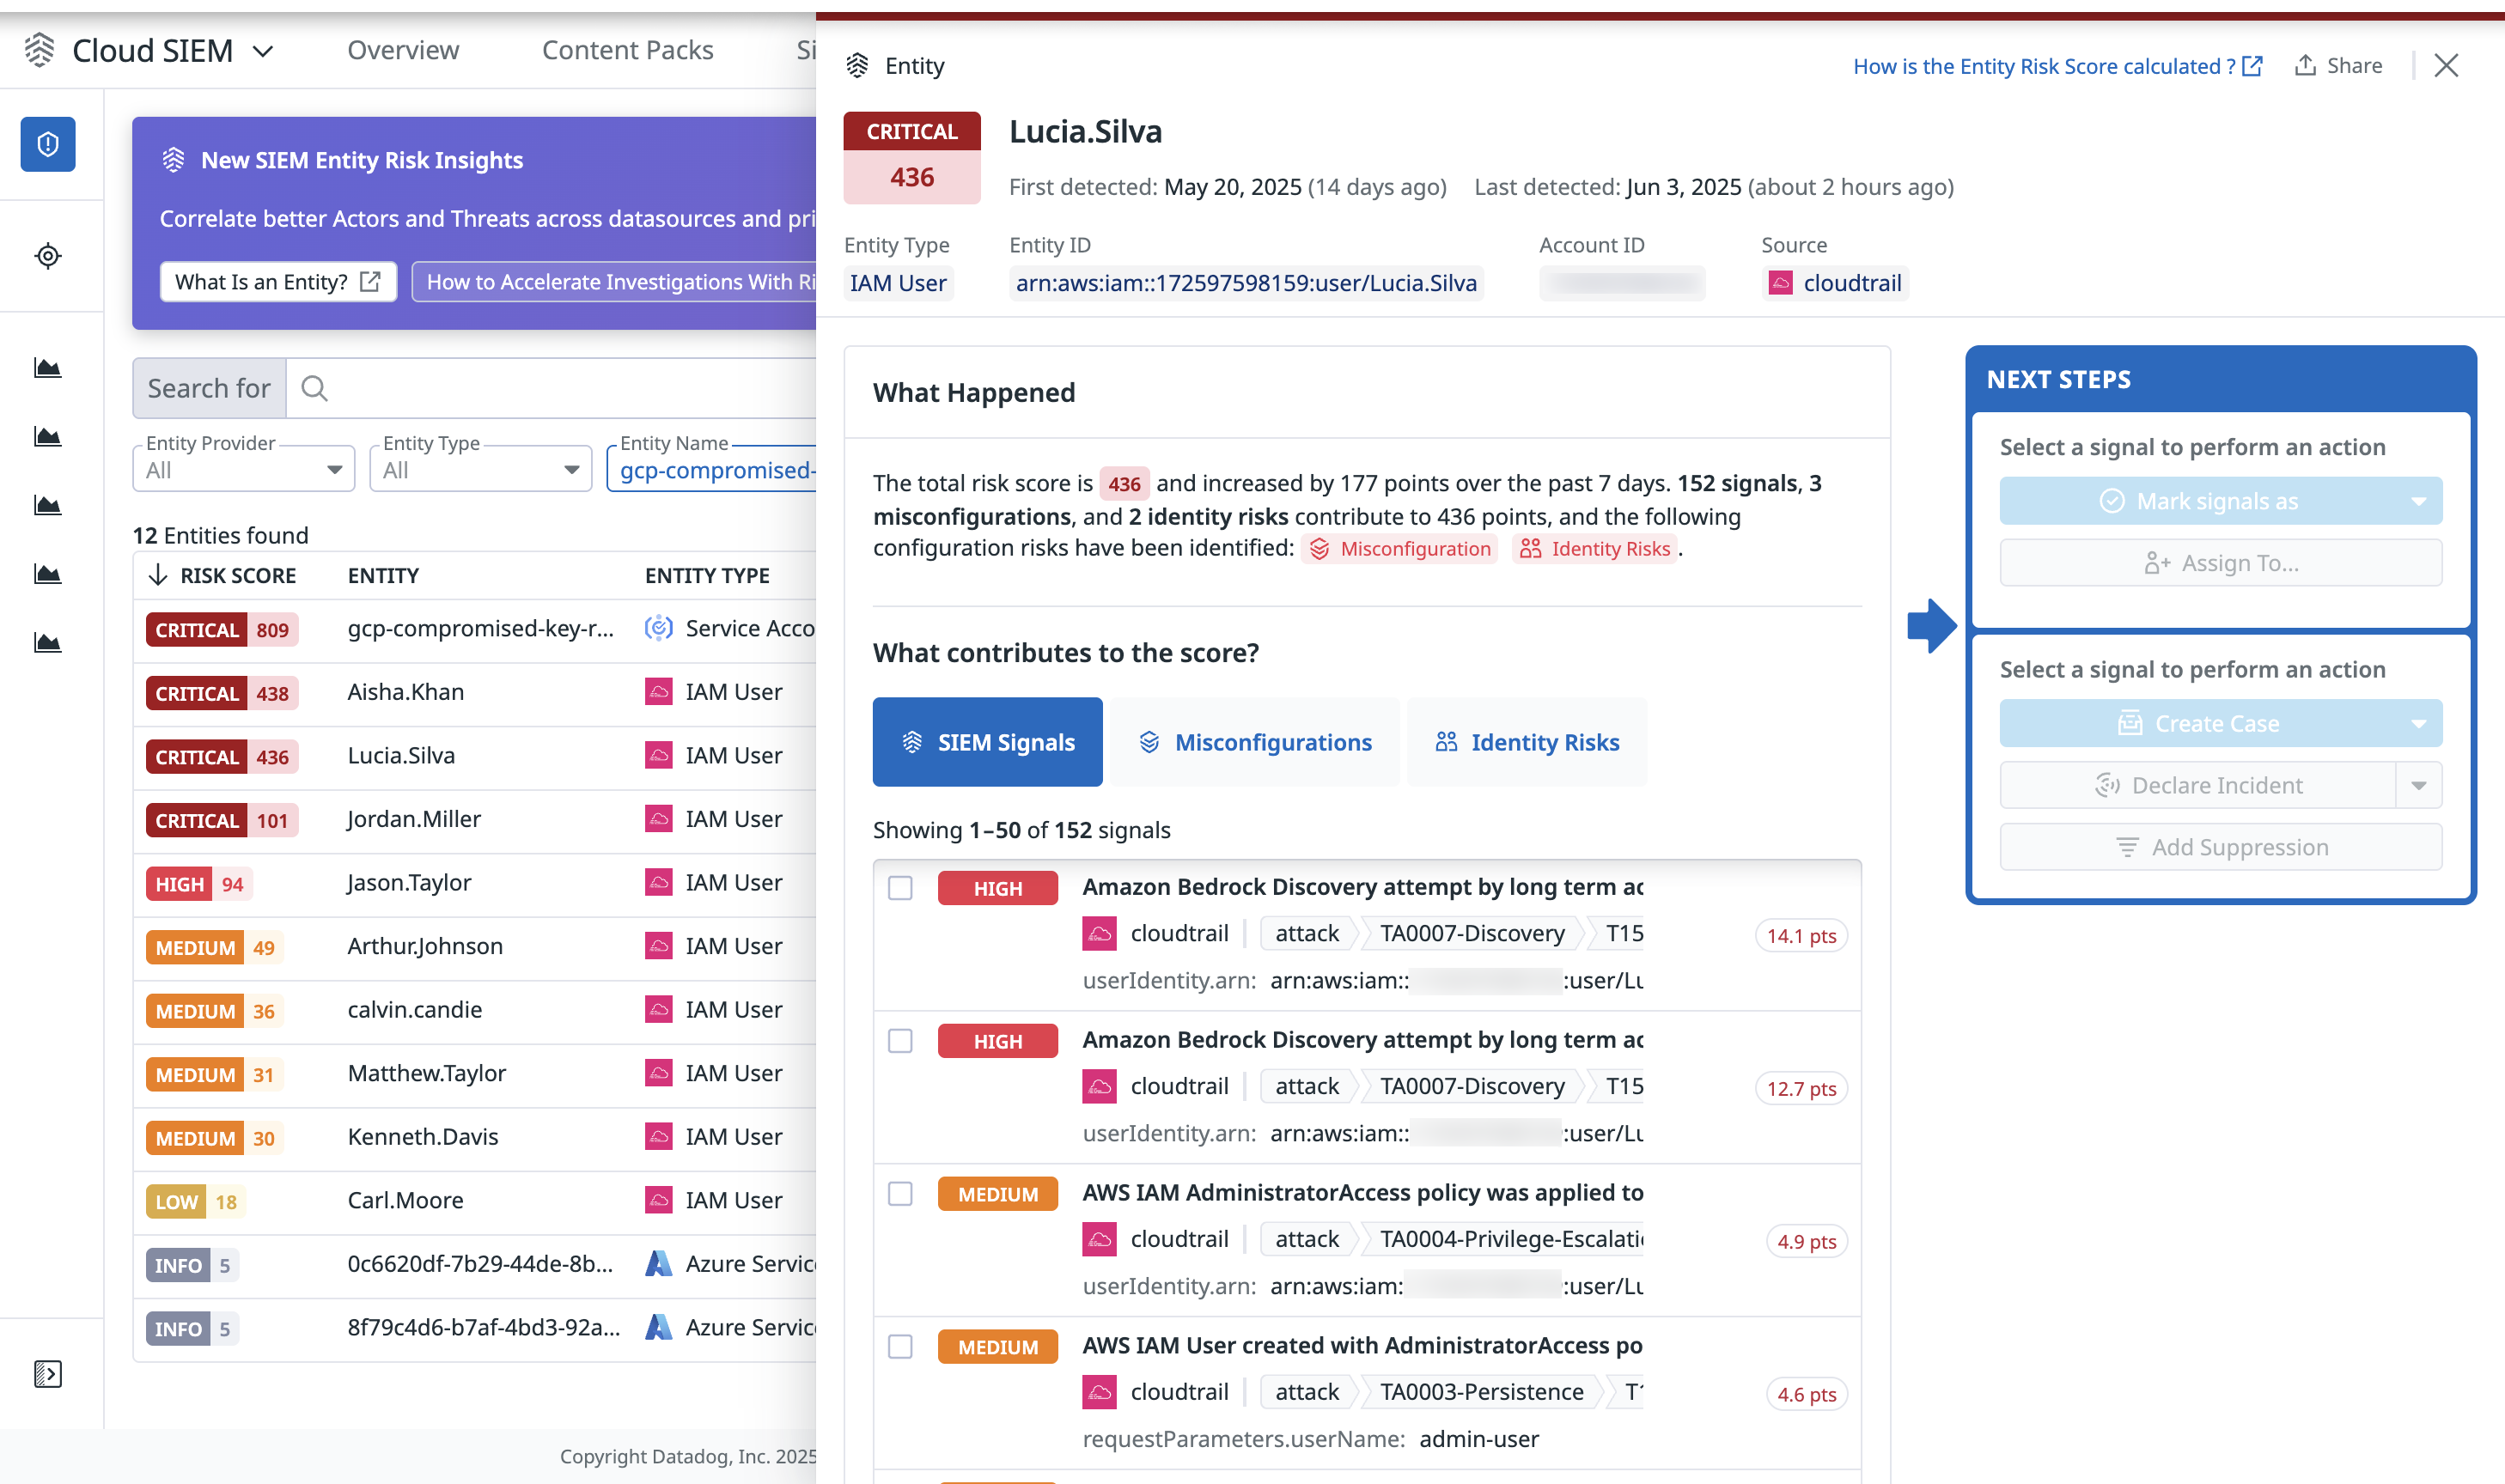 Cloud SIEM
Overview
Content Packs
Entity
How is the Entity Risk Score calculated ?
Share
New SIEM Entity Risk Insights
Correlate better Actors and Threats across datasources and
What Is an Entity?
How to Accelerate Investigations With
Search for
Entity Provider
All
Entity Type
All
Entity Name
gcp-compromised-
12 Entities found
RISK SCORE ENTITY ENTITY TYPE
CRITICAL 809 gcp-compromised-key-r... Service Acco
CRITICAL 438 Aisha.Khan IAM User
CRITICAL 436 Lucia.Silva IAM User
CRITICAL 101 Jordan.Miller IAM User
HIGH 94 Jason.Taylor IAM User
MEDIUM 49 Arthur.Johnson IAM User
MEDIUM 36 calvin.candie IAM User
MEDIUM 31 Matthew.Taylor IAM User
MEDIUM 30 Kenneth.Davis IAM User
LOW 18 Carl.Moore IAM User
INFO 5 0c6620df-7b29-44de-8b... Azure Servic
INFO 5 8f79c4d6-b7af-4bd3-92a... Azure Servic
Copyright Datadog, Inc. 2025
CRITICAL
436
Lucia.Silva
First detected: May 20, 2025 (14 days ago) Last detected: Jun 3, 2025 (about 2 hours ago)
Entity Type
IAM User
Entity ID
arn:aws:iam::172597598159:user/Lucia.Silva
Account ID
Source
cloudtrail
What Happened
The total risk score is 436 and increased by 177 points over the past 7 days. 152 signals, 3
misconfigurations, and 2 identity risks contribute to 436 points, and the following
configuration risks have been identified: Misconfiguration Identity Risks .
What contributes to the score?
SIEM Signals
Misconfigurations
Identity Risks
Showing 1–50 of 152 signals
HIGH Amazon Bedrock Discovery attempt by long term ac
cloudtrail attack TA0007-Discovery T15
14.1 pts
userIdentity.arn: arn:aws:iam:: :user/Lu
HIGH Amazon Bedrock Discovery attempt by long term ac
cloudtrail attack TA0007-Discovery T15
12.7 pts
userIdentity.arn: arn:aws:iam:: :user/Lu
MEDIUM AWS IAM AdministratorAccess policy was applied to
cloudtrail attack TA0004-Privilege-Escalati
4.9 pts
userIdentity.arn: arn:aws:iam: :user/Lu
MEDIUM AWS IAM User created with AdministratorAccess po
cloudtrail attack TA0003-Persistence
4.6 pts
requestParameters.userName: admin-user
NEXT STEPS
Select a signal to perform an action
Mark signals as
Assign To...
Select a signal to perform an action
Create Case
Declare Incident
Add Suppression